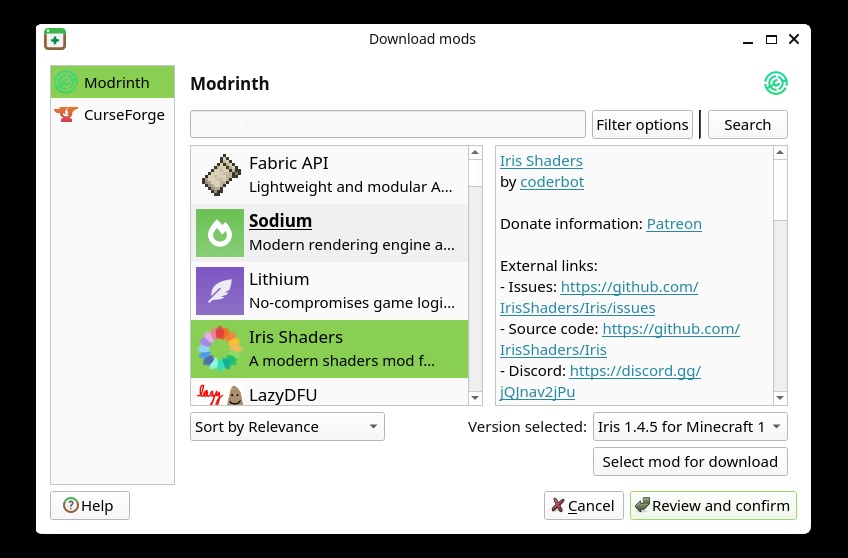 Download mods
Modrinth
CurseForge
Modrinth
Search for mods...
Filter options
Search
Fabric API
Lightweight and modular A...
Sodium
Modern rendering engine a...
Lithium
No-compromises game logi...
Iris Shaders
A modern shaders mod f...
lazy
LazyDFU
Iris Shaders
by coderbot
Donate information: Patreon
External links:
- Issues: https://github.com/
IrisShaders/Iris/issues
- Source code: https://github.com/
IrisShaders/Iris
- Discord: https://discord.gg/
jQJnav2jPu
Sort by Relevance
Version selected:
Iris 1.4.5 for Minecraft 1
Select mod for download
Help
Cancel
Review and confirm